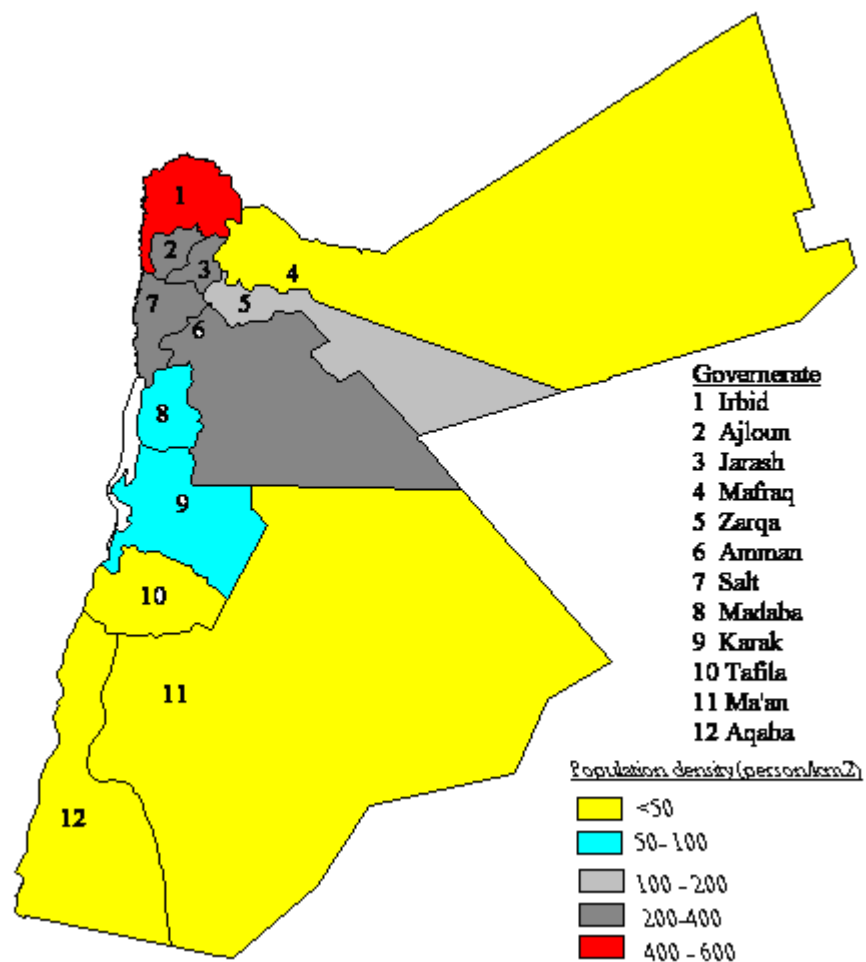 1
2
3
4
5
6
7
8
9
10
11
12
Governerate
1 Irbid
2 Ajloun
3 Jarash
4 Mafraq
5 Zarqa
6 Amman
7 Salt
8 Madaba
9 Karak
10 Tafila
11 Ma'an
12 Aqaba
Population density(person/km2)
<50
50-100
100 - 200
200-400
400 - 600